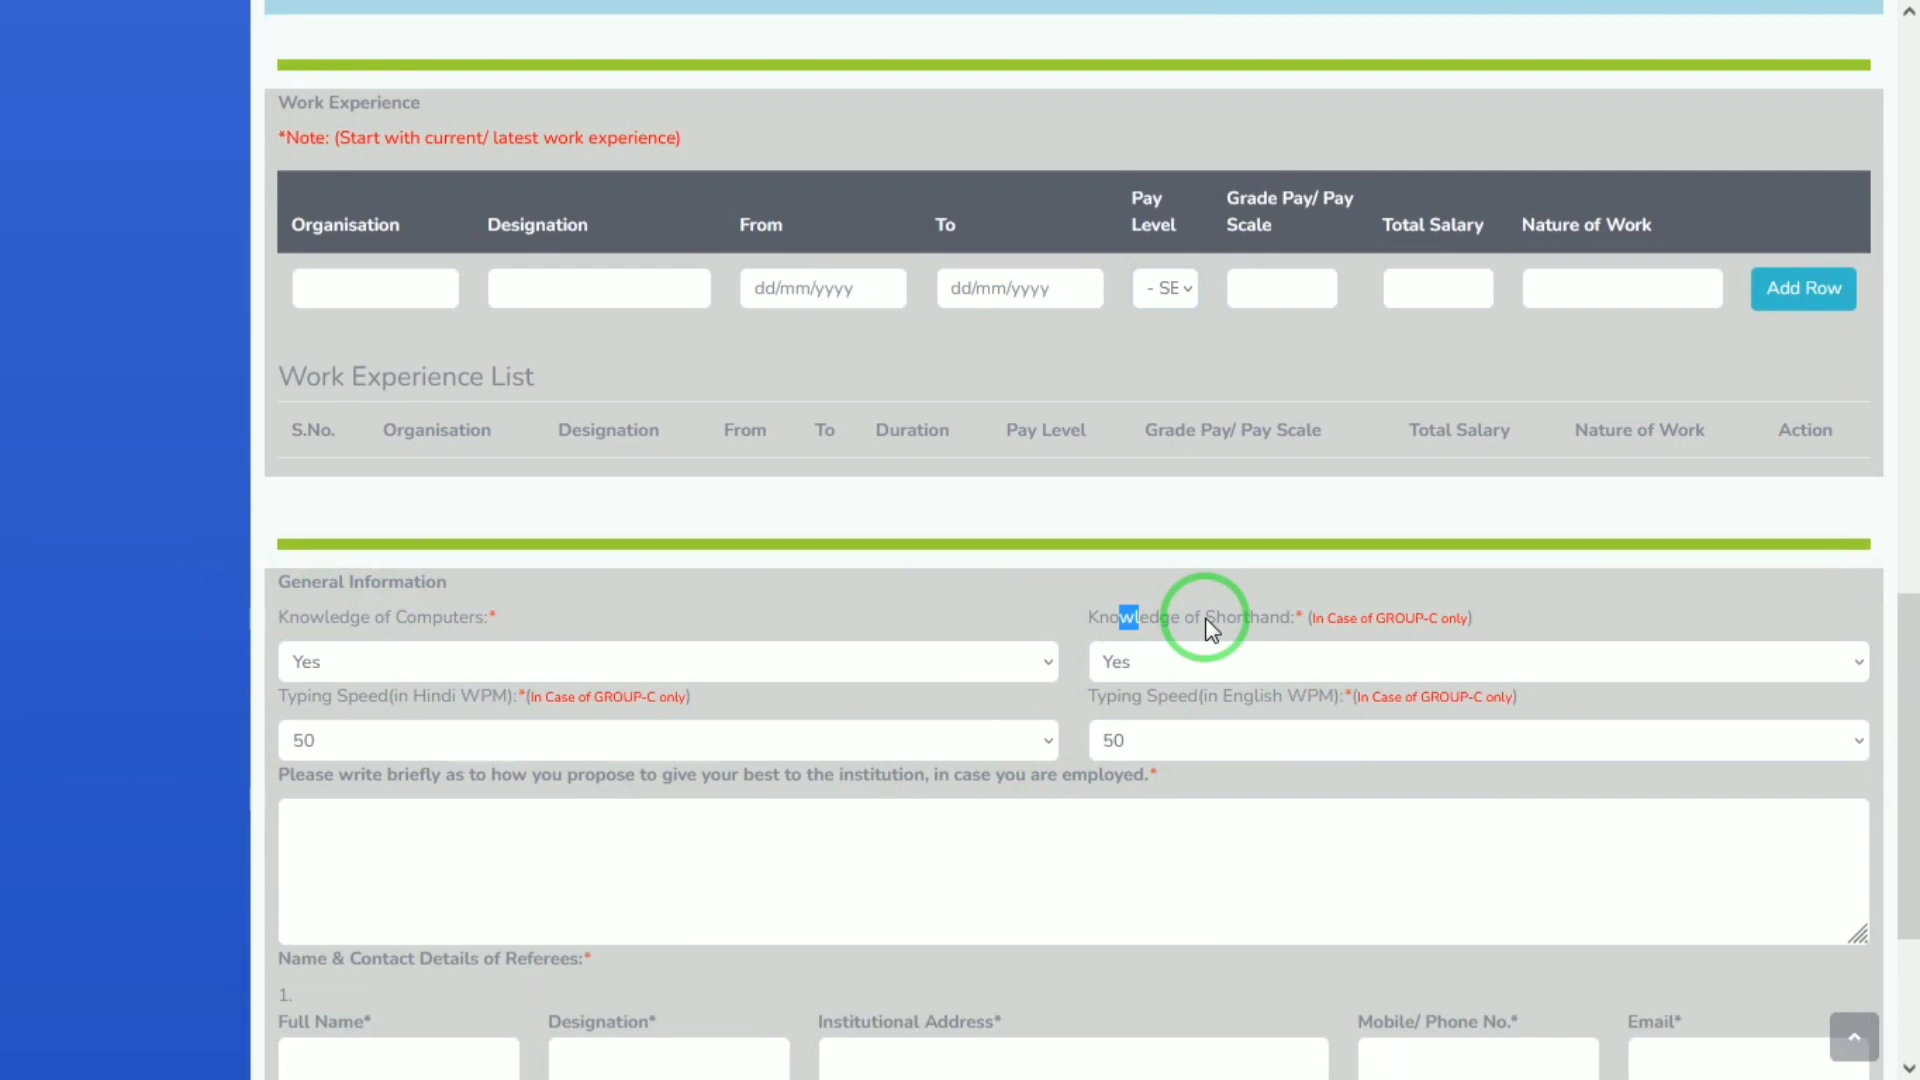 Work Experience
*Note: (Start with current/ latest work experience)
Organisation Designation From To Pay Level Grade Pay/ Pay Scale Total Salary Nature of Work
dd/mm/yyyy dd/mm/yyyy - SE Add Row
Work Experience List
S.No. Organisation Designation From To Duration Pay Level Grade Pay/ Pay Scale Total Salary Nature of Work Action
General Information
Knowledge of Computers:* Knowledge of Shorthand:* (In Case of GROUP-C only)
Yes Yes
Typing Speed(in Hindi WPM):*(In Case of GROUP-C only) Typing Speed(in English WPM):*(In Case of GROUP-C only)
50 50
Please write briefly as to how you propose to give your best to the institution, in case you are employed.*
Name & Contact Details of Referees:*
1.
Full Name* Designation* Institutional Address* Mobile/ Phone No.* Email*